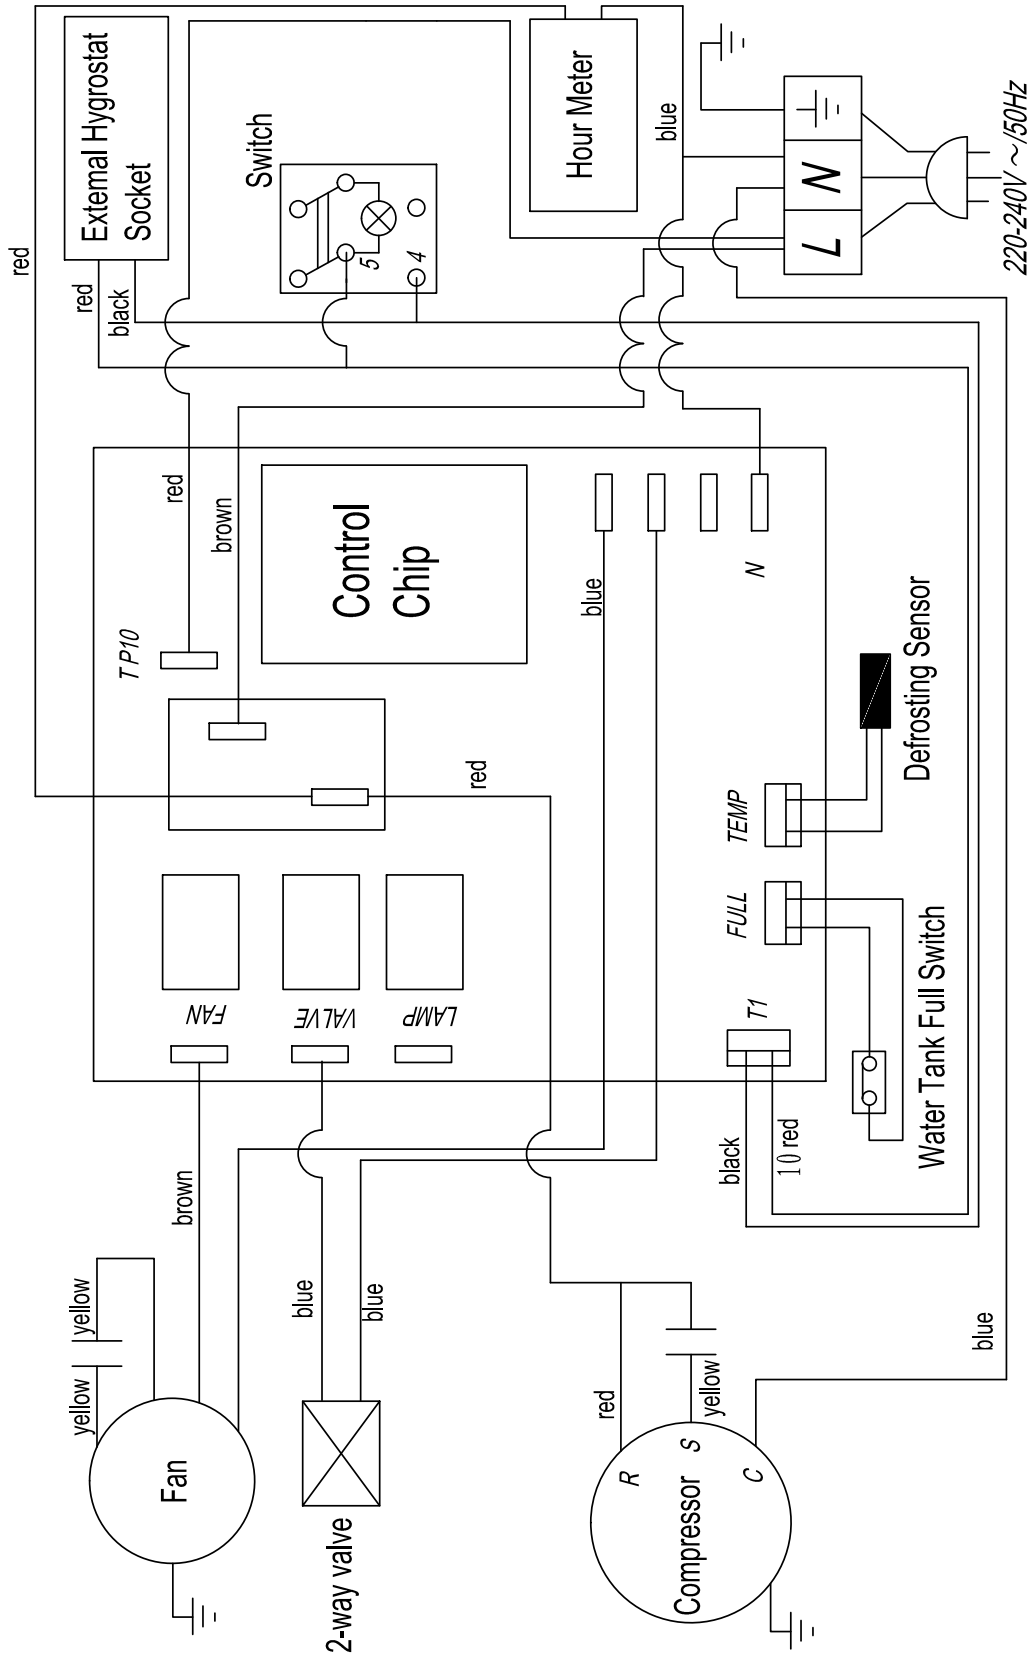 External Hygrostat
Socket
red
red
black
Switch
5
4
Hour Meter
blue
L
N
220-240V ~/50Hz
red
brown
T P10
Control
Chip
blue
N
red
FAN
VALVE
LAMP
TEMP
FULL
T1
Defrosting Sensor
Water Tank Full Switch
black
10 red
brown
yellow
yellow
blue
blue
Fan
2-way valve
red
yellow
R
S
C
Compressor
blue